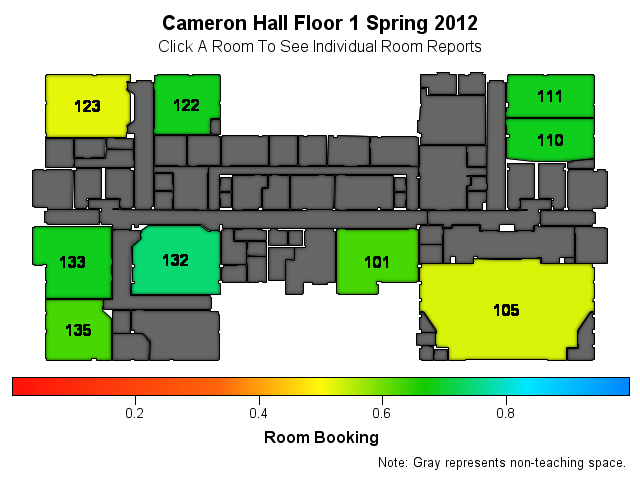 Cameron Hall Floor 1 Spring 2012
Click A Room To See Individual Room Reports
123
122
111
110
133
132
101
105
135
0.2 0.4 0.6 0.8
Room Booking
Note: Gray represents non-teaching space.